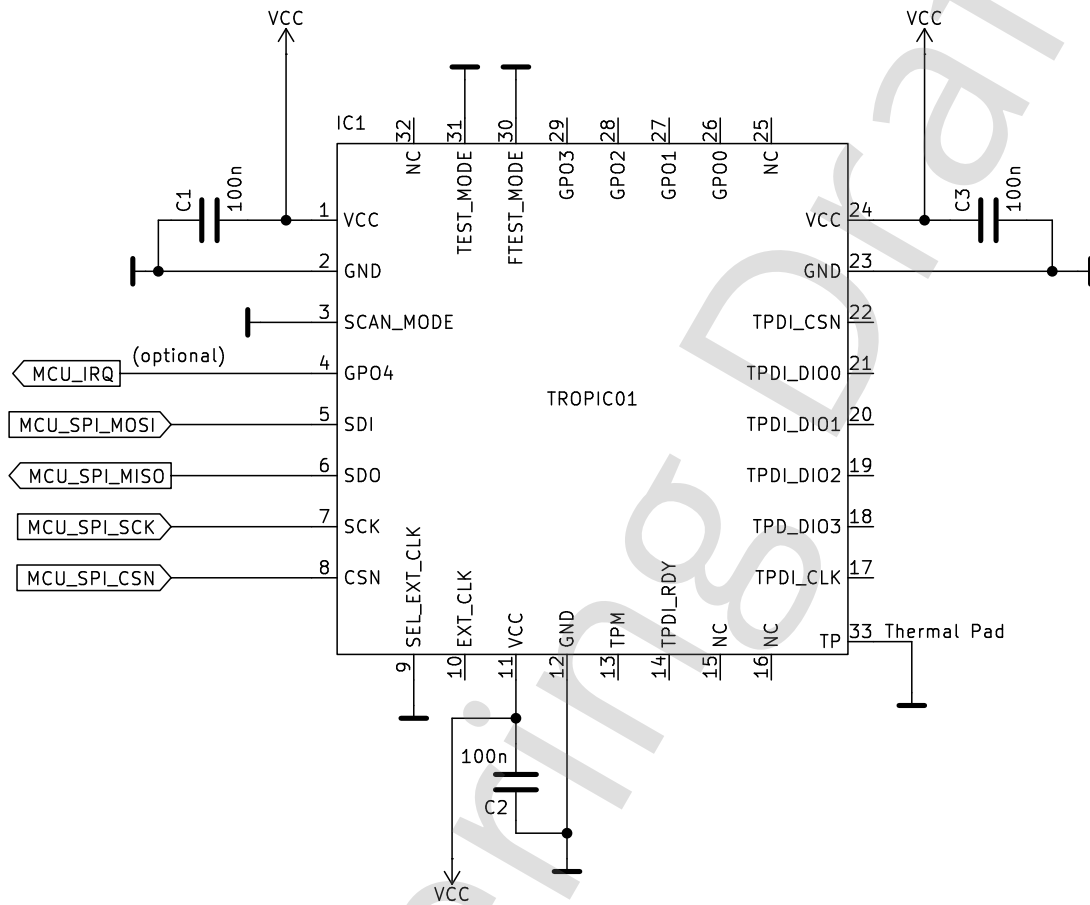 VCC
VCC
IC1
32
31
30
29
28
27
26
25
NC
TEST_MODE
FTEST_MODE
GPO3
GPO2
GPO1
GPO0
NC
C1
100n
1
VCC
2
GND
3
SCAN_MODE
(optional)
MCU_IRQ
4
GPO4
MCU_SPI_MOSI
5
SDI
MCU_SPI_MISO
6
SDO
MCU_SPI_SCK
7
SCK
MCU_SPI_CSN
8
CSN
TROPIC01
VCC
24
C3
100n
GND
23
TPDI_CSN
22
TPDI_DIO0
21
TPDI_DIO1
20
TPDI_DIO2
19
TPD_DIO3
18
TPDI_CLK
17
TP
33
Thermal Pad
SEL_EXT_CLK
EXT_CLK
VCC
GND
TPM
TPDI_RDY
NC
NC
9
10
11
12
13
14
15
16
100n
C2
VCC
ring Dra